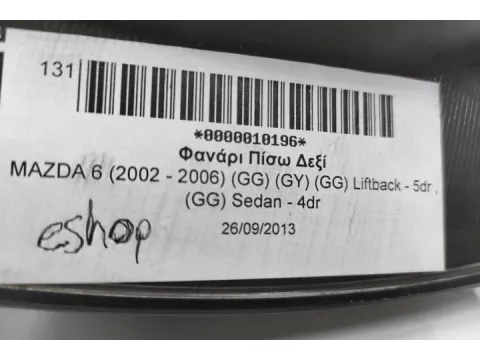 131
*0000010196*
Φανάρι Πίσω Δεξί
MAZDA 6 (2002 - 2006) (GG) (GY) (GG) Liftback - 5dr ,
(GG) Sedan - 4dr
eshop
26/09/2013